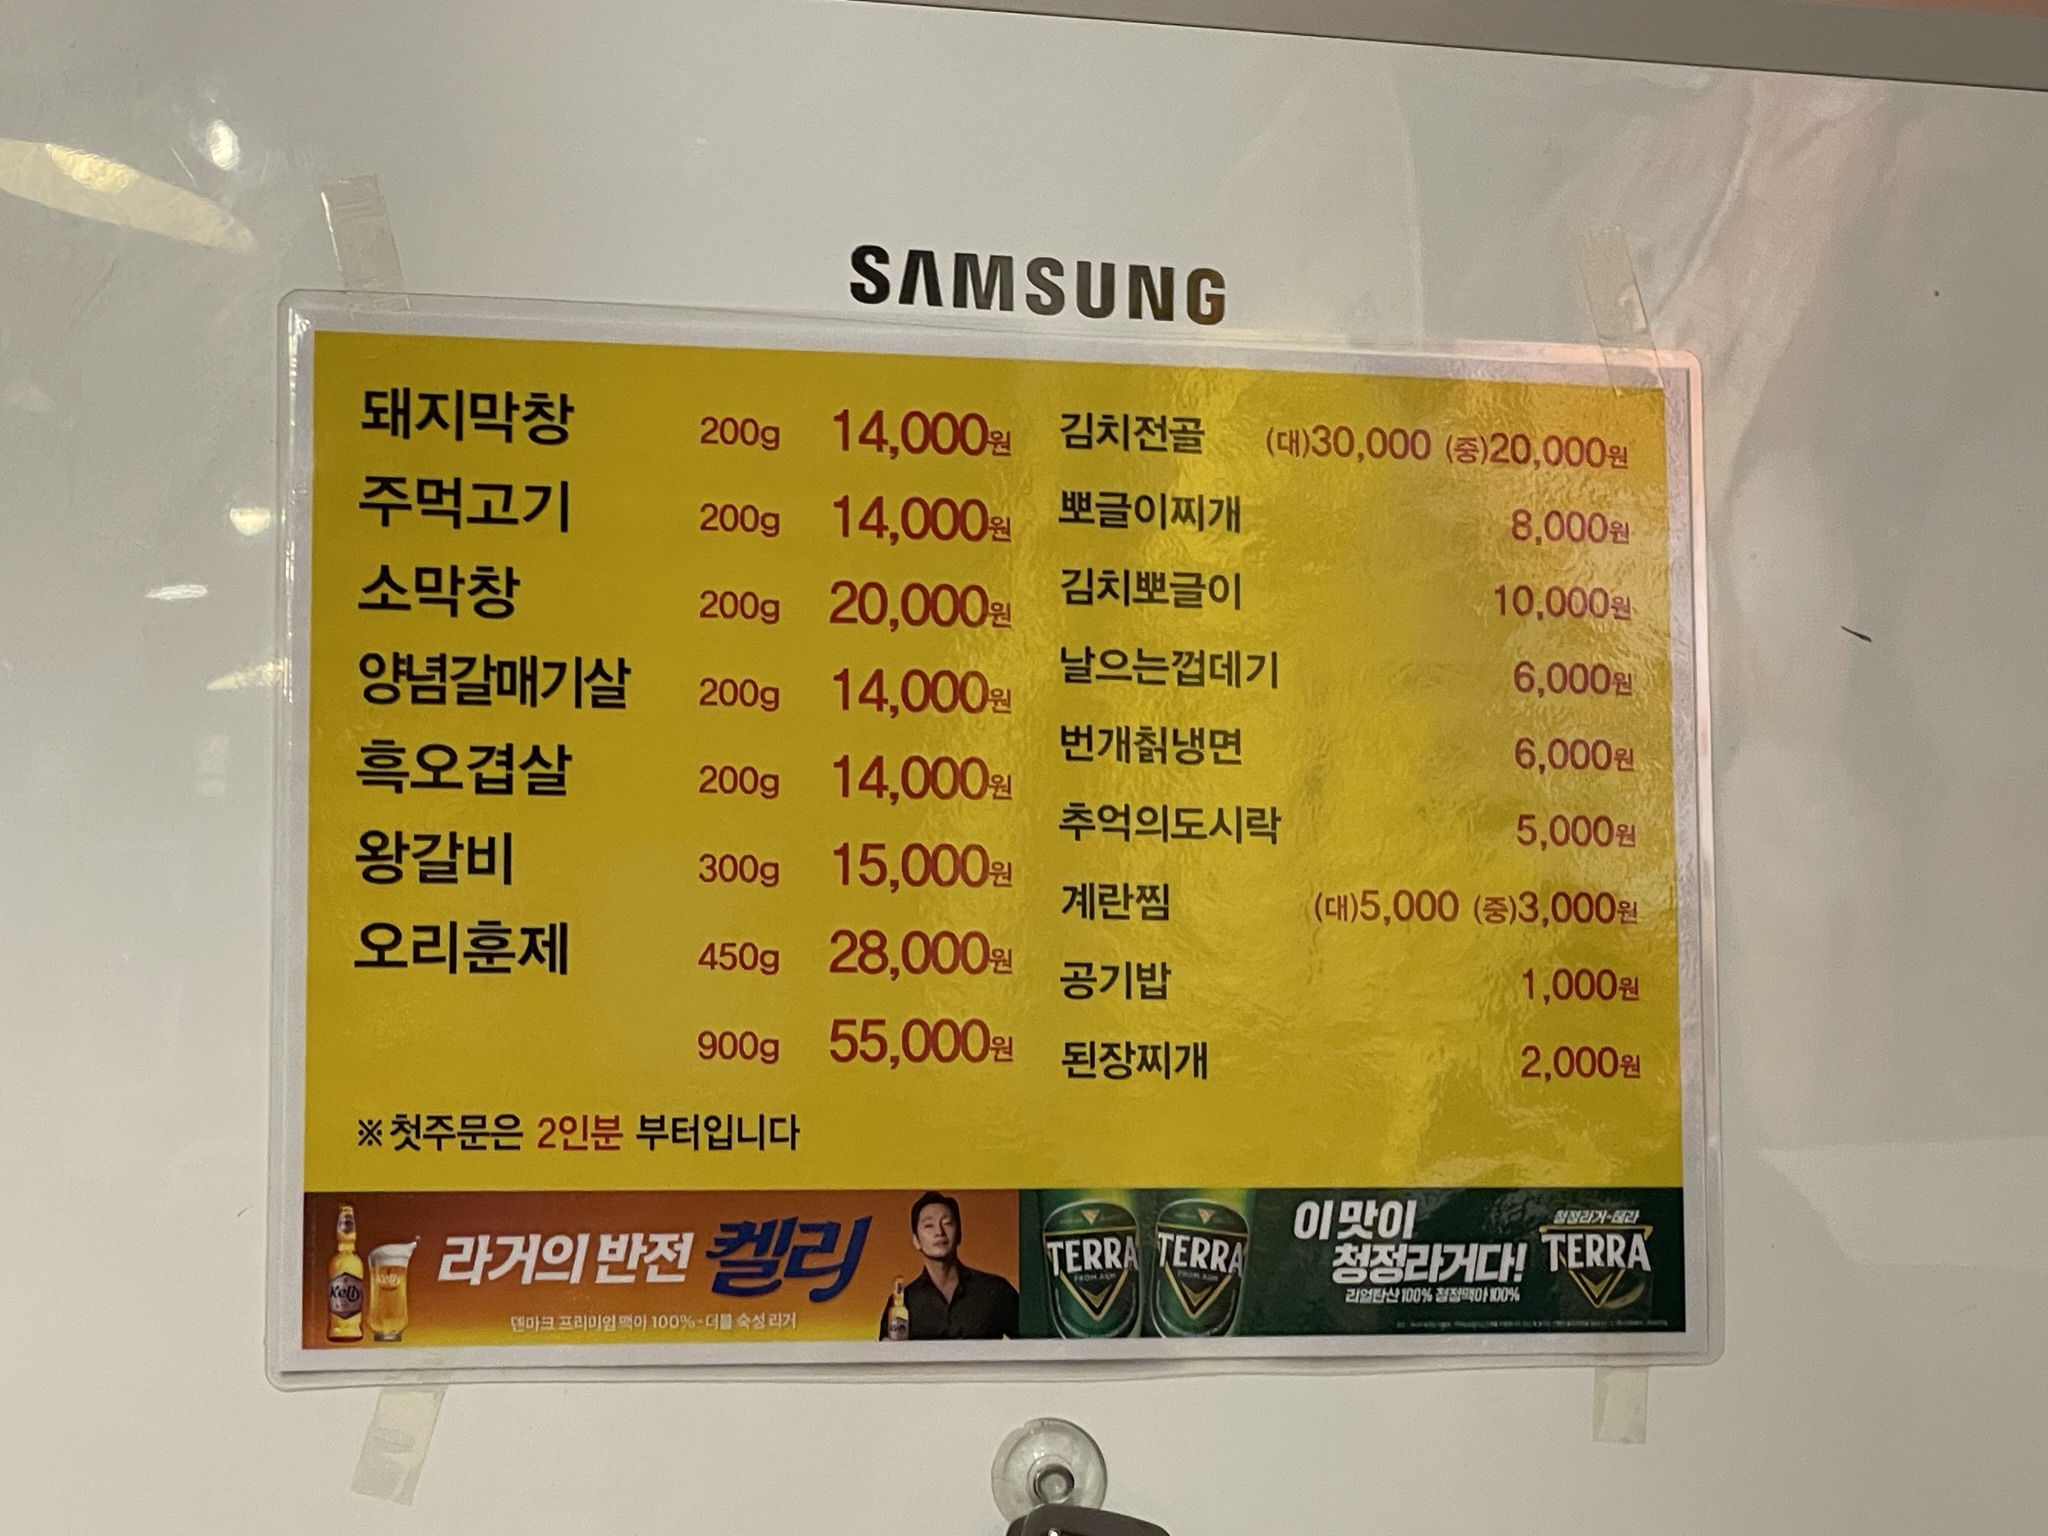 SAMSUNG
돼지막창 200g 14,000원
주먹고기 200g 14,000원
소막창 200g 20,000원
양념갈매기살 200g 14,000원
흑오겹살 200g 14,000원
왕갈비 300g 15,000원
오리훈제 450g 28,000원
900g 55,000원
※첫주문은 2인분 부터입니다
김치전골 (대)30,000 (중)20,000원
뽀글이찌개 8,000원
김치뽀글이 10,000원
날으는껍데기 6,000원
번개칡냉면 6,000원
추억의도시락 5,000원
계란찜 (대)5,000 (중)3,000원
공기밥 1,000원
된장찌개 2,000원
Kelly
라거의 반전 켈리
덴마크 프리미엄 맥아 100%-더블 숙성 라거
TERRA
TERRA
이 맛이
청정라거다!
리얼탄산 100% 청정맥아 100%
청정라거-테라
TERRA